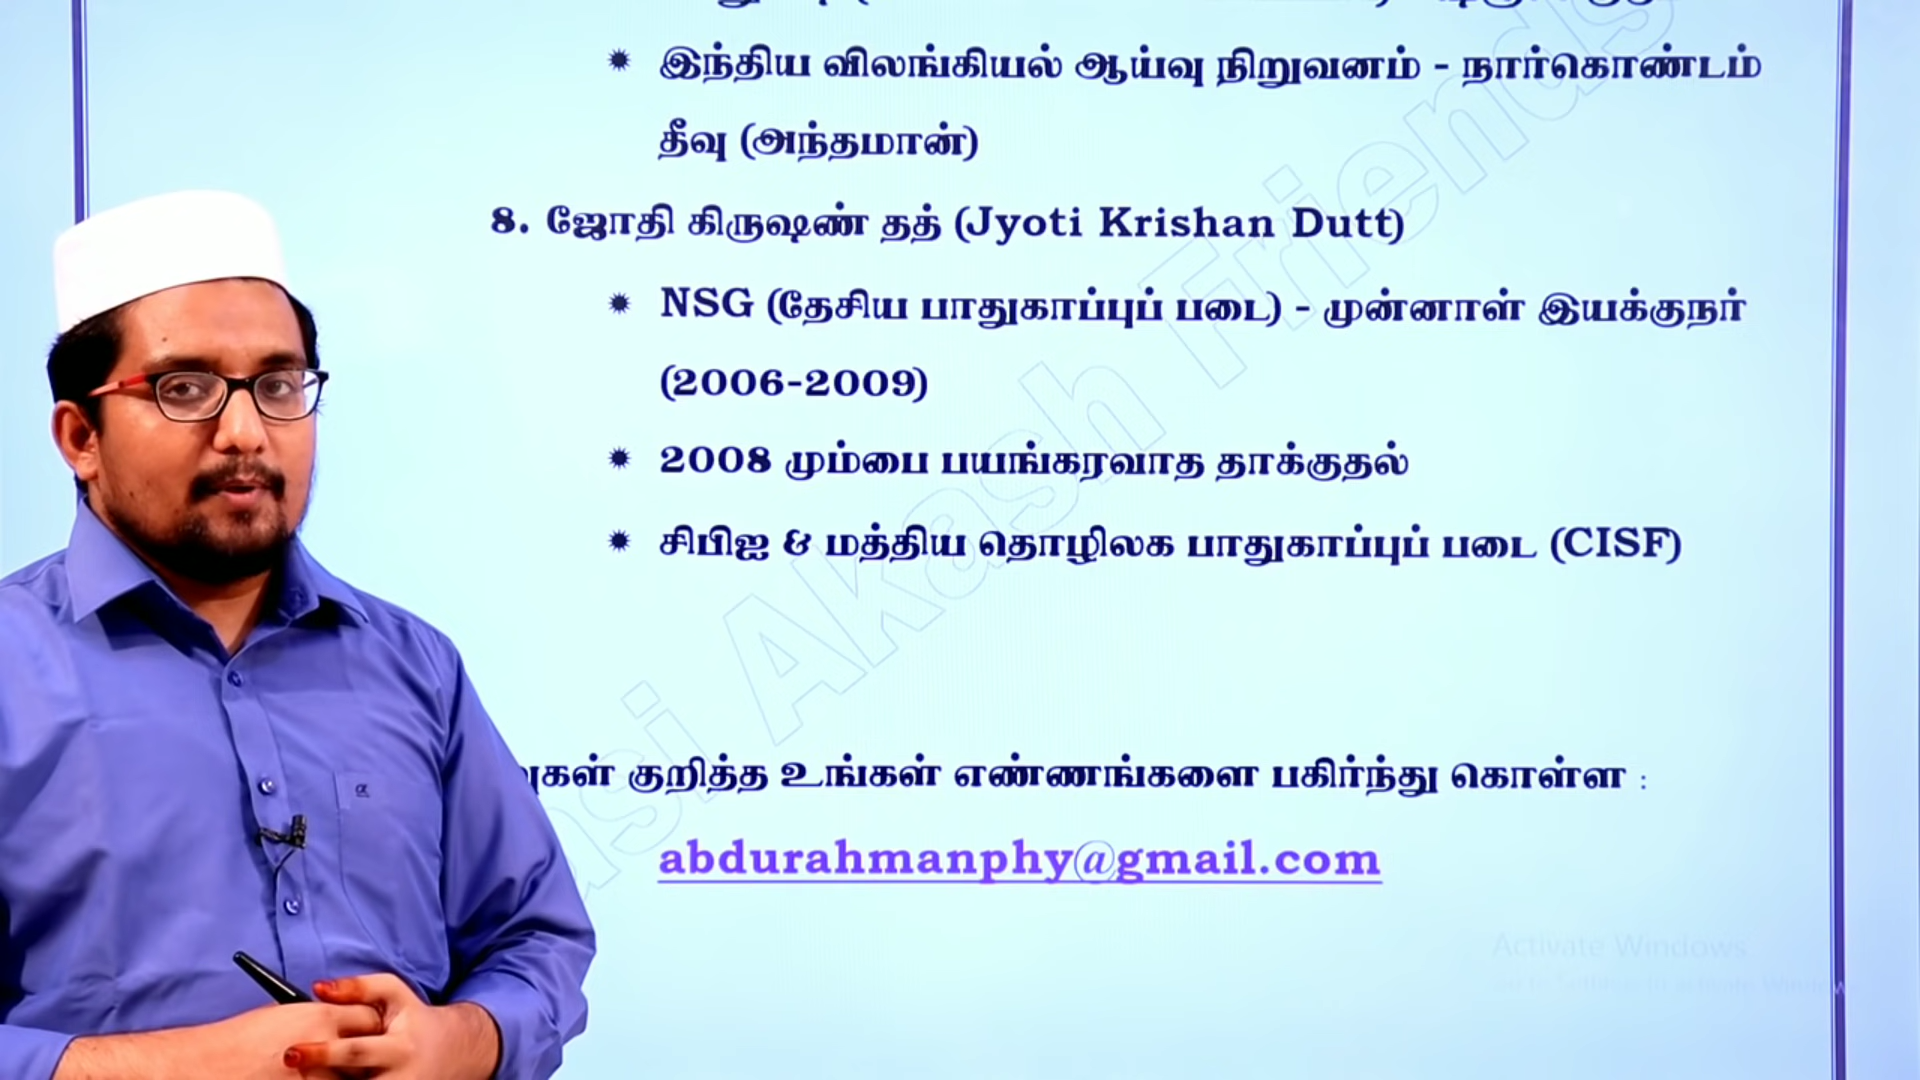 இந்திய விலங்கியல் ஆய்வு நிறுவனம் - நார்கொண்டம்
தீவு (அந்தமான்)
8. ஜோதி கிருஷண் தத் (Jyoti Krishan Dutt)
NSG (தேசிய பாதுகாப்புப் படை) - முன்னாள் இயக்குநர்
(2006-2009)
2008 மும்பை பயங்கரவாத தாக்குதல்
சிபிஐ & மத்திய தொழிலக பாதுகாப்புப் படை (CISF)
குறித்த உங்கள் எண்ணங்களை பகிர்ந்து கொள்ள :
abdurahmanphy@gmail.com
Akash Friends
Activate Windows